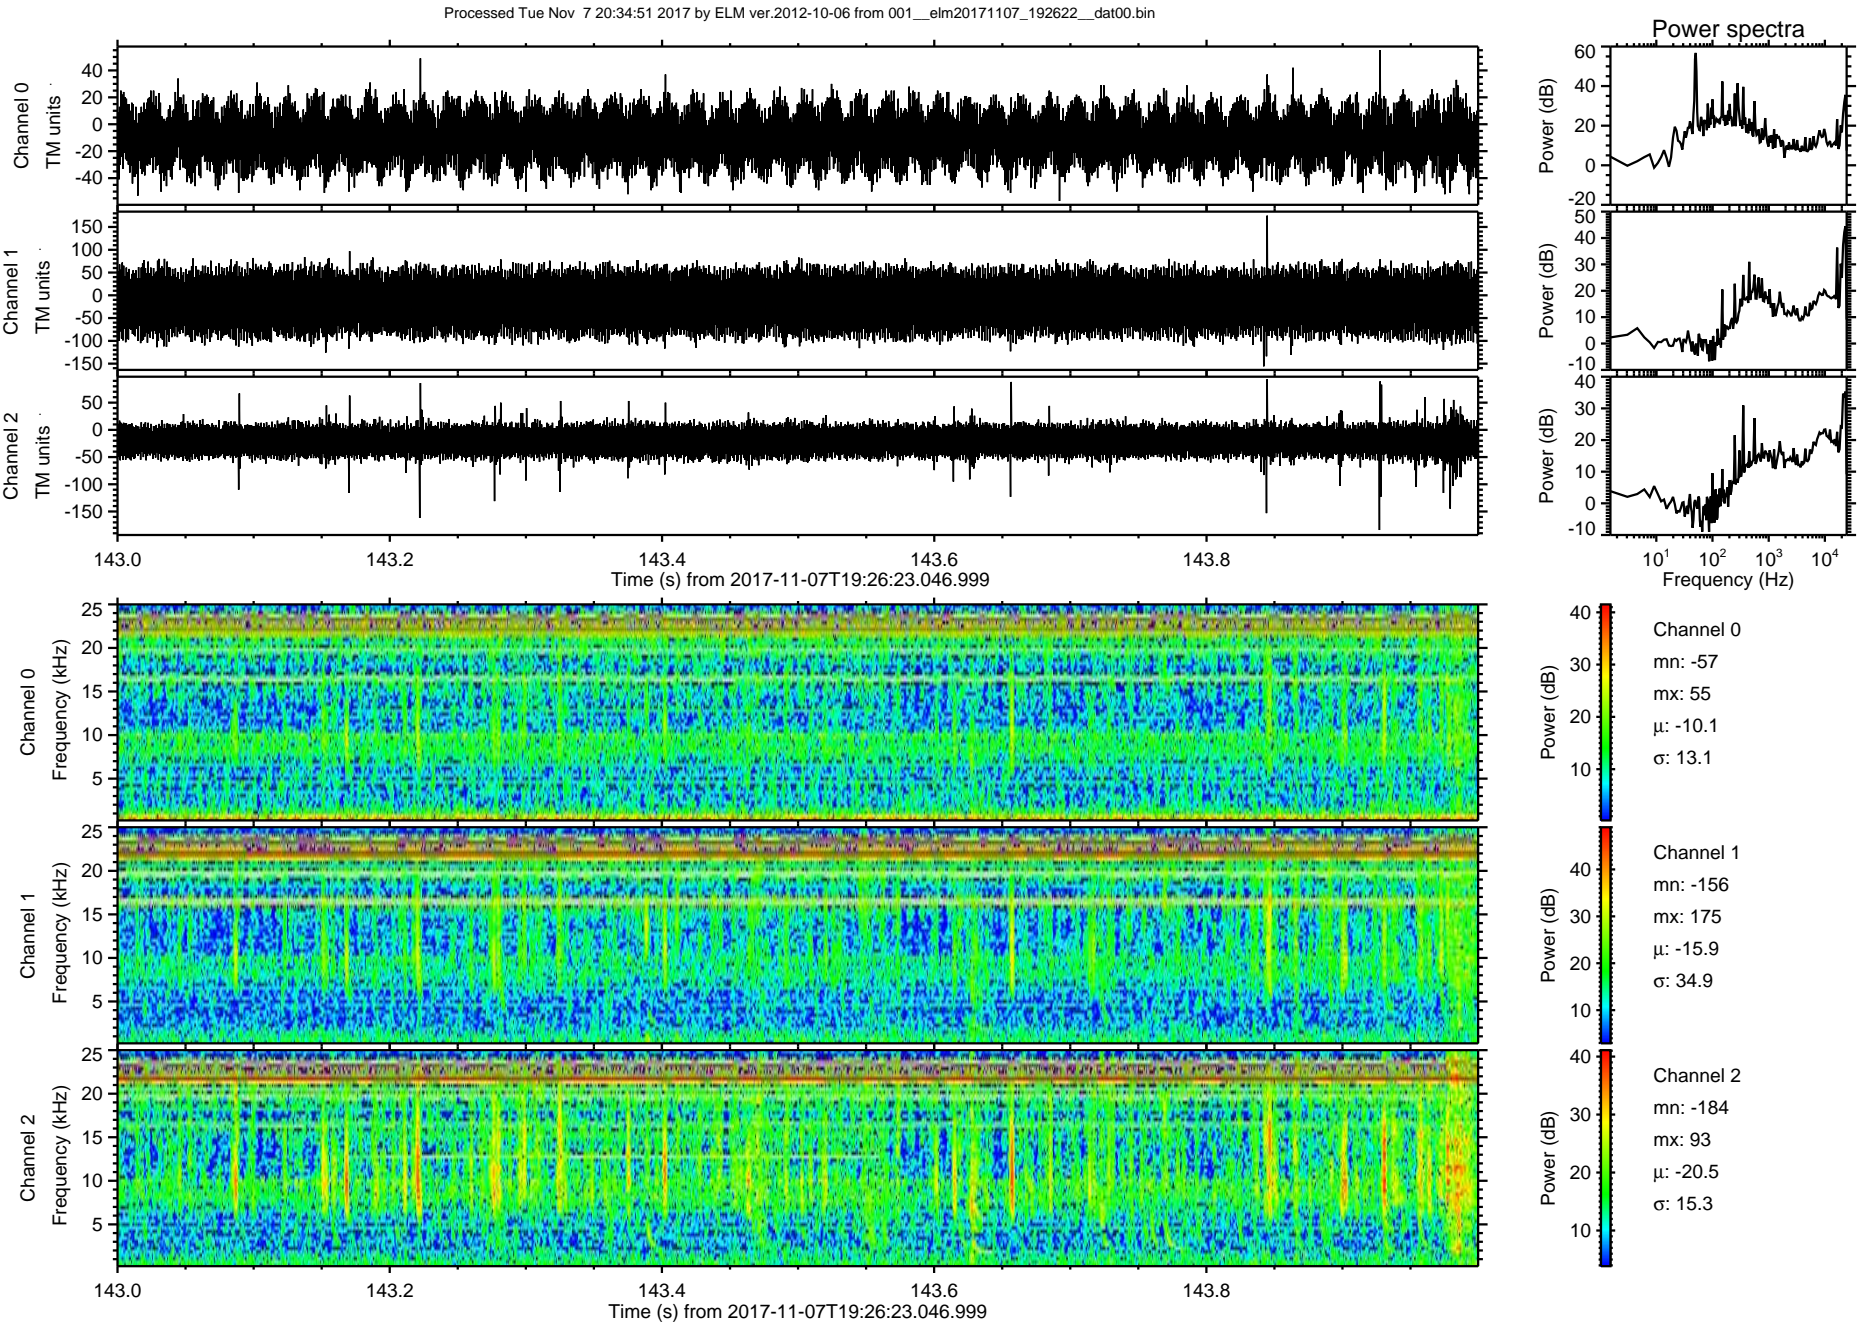 Processed Tue Nov  7 20:34:51 2017 by ELM ver.2012-10-06 from 001__elm20171107_192622__dat00.bin
Power spectra
Channel 0
TM units
40
20
0
-20
-40
Power (dB)
60
40
20
0
-20
Channel 1
TM units
150
100
50
0
-50
-100
-150
Power (dB)
50
40
30
20
10
0
-10
Channel 2
TM units
50
0
-50
-100
-150
Power (dB)
40
30
20
10
0
-10
143.0 143.2 143.4 143.6 143.8
Time (s) from 2017-11-07T19:26:23.046.999
10¹ 10² 10³ 10⁴
Frequency (Hz)
Channel 0
Frequency (kHz)
25
20
15
10
5
Power (dB)
40
30
20
10
Channel 0
mn: -57
mx: 55
μ: -10.1
σ: 13.1
Channel 1
Frequency (kHz)
25
20
15
10
5
Power (dB)
40
30
20
10
Channel 1
mn: -156
mx: 175
μ: -15.9
σ: 34.9
Channel 2
Frequency (kHz)
25
20
15
10
5
Power (dB)
40
30
20
10
Channel 2
mn: -184
mx: 93
μ: -20.5
σ: 15.3
143.0 143.2 143.4 143.6 143.8
Time (s) from 2017-11-07T19:26:23.046.999